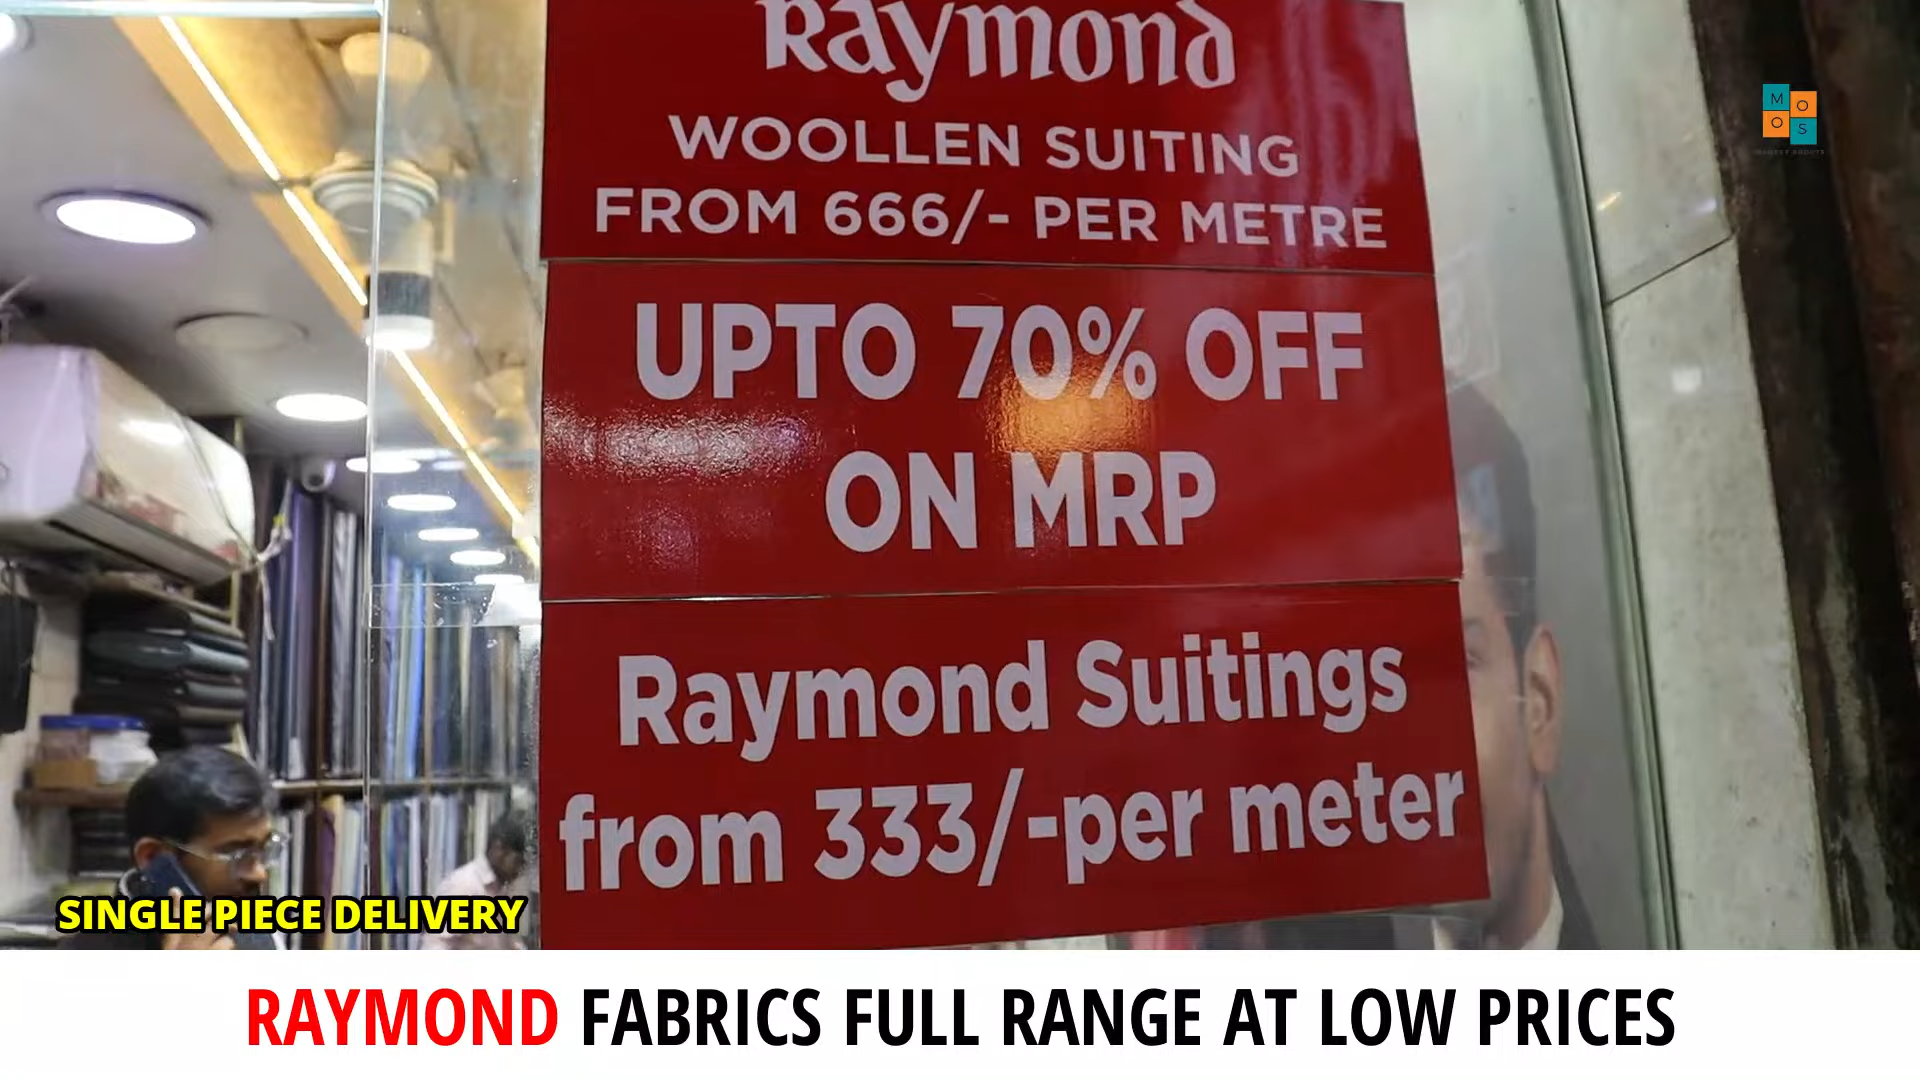 Raymond
WOOLLEN SUITING
FROM 666/- PER METRE
UPTO 70% OFF
ON MRP
Raymond Suitings
from 333/-per meter
M O
O S
SINGLE PIECE DELIVERY
RAYMOND FABRICS FULL RANGE AT LOW PRICES